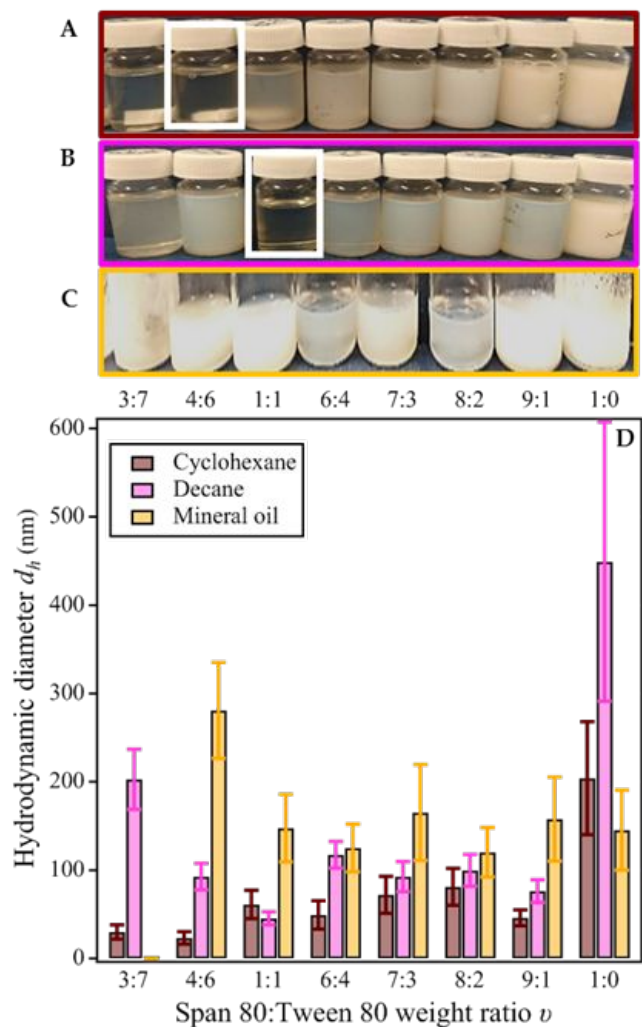 A
B
C
3:7 4:6 1:1 6:4 7:3 8:2 9:1 1:0
D
Cyclohexane
Decane
Mineral oil
600
500
400
300
200
100
0
Hydrodynamic diameter d_h (nm)
3:7 4:6 1:1 6:4 7:3 8:2 9:1 1:0
Span 80:Tween 80 weight ratio υ